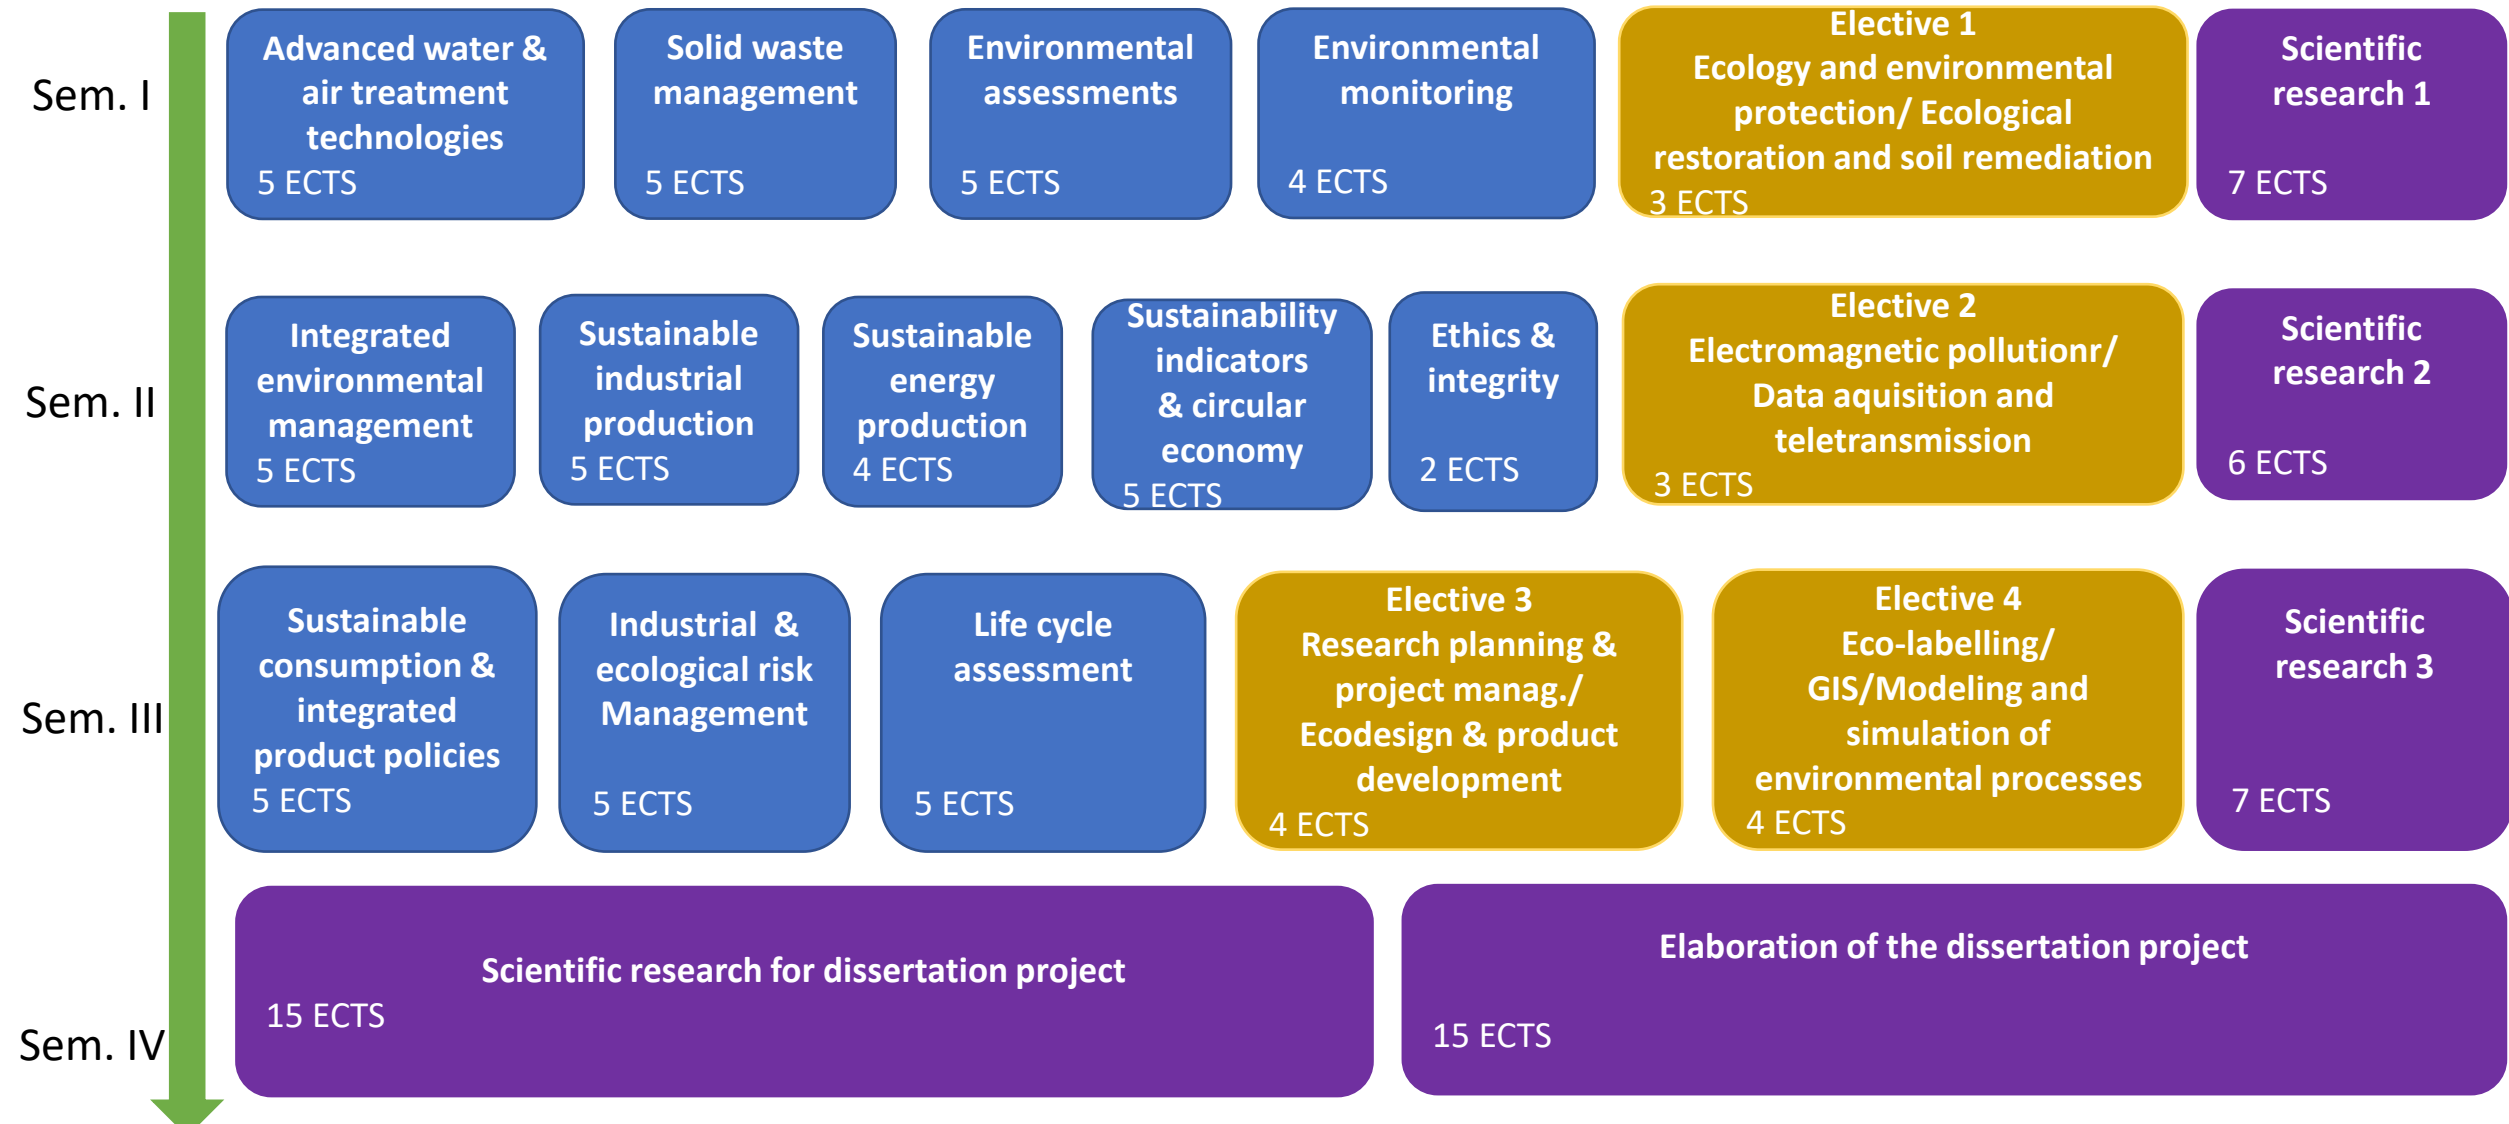 Sem. I
Advanced water &
air treatment
technologies
5 ECTS
Solid waste
management
5 ECTS
Environmental
assessments
5 ECTS
Environmental
monitoring
4 ECTS
Elective 1
Ecology and environmental
protection/ Ecological
restoration and soil remediation
3 ECTS
Scientific
research 1
7 ECTS
Sem. II
Integrated
environmental
management
5 ECTS
Sustainable
industrial
production
5 ECTS
Sustainable
energy
production
4 ECTS
Sustainability
indicators
& circular
economy
5 ECTS
Ethics &
integrity
2 ECTS
Elective 2
Electromagnetic pollutionr/
Data aquisition and
teletransmission
3 ECTS
Scientific
research 2
6 ECTS
Sem. III
Sustainable
consumption &
integrated
product policies
5 ECTS
Industrial &
ecological risk
Management
5 ECTS
Life cycle
assessment
5 ECTS
Elective 3
Research planning &
project manag./
Ecodesign & product
development
4 ECTS
Elective 4
Eco-labelling/
GIS/Modeling and
simulation of
environmental processes
4 ECTS
Scientific
research 3
7 ECTS
Sem. IV
Scientific research for dissertation project
15 ECTS
Elaboration of the dissertation project
15 ECTS